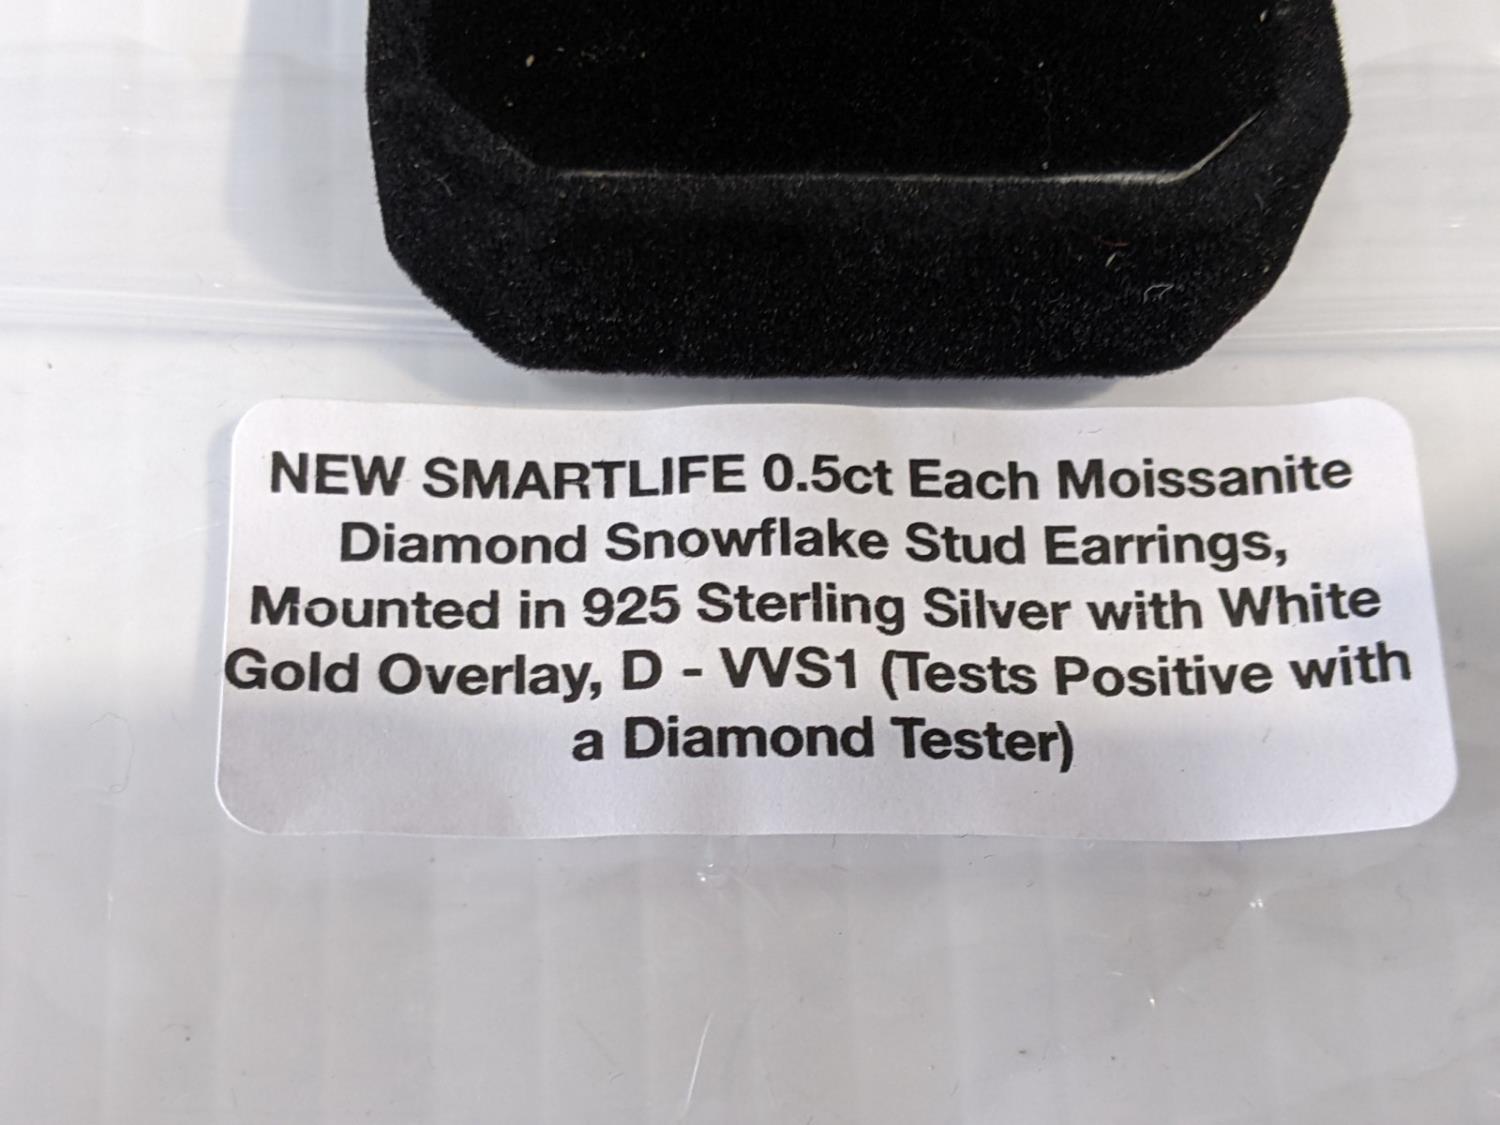 NEW SMARTLIFE 0.5ct Each Moissanite
Diamond Snowflake Stud Earrings,
Mounted in 925 Sterling Silver with White
Gold Overlay, D - VVS1 (Tests Positive with
a Diamond Tester)